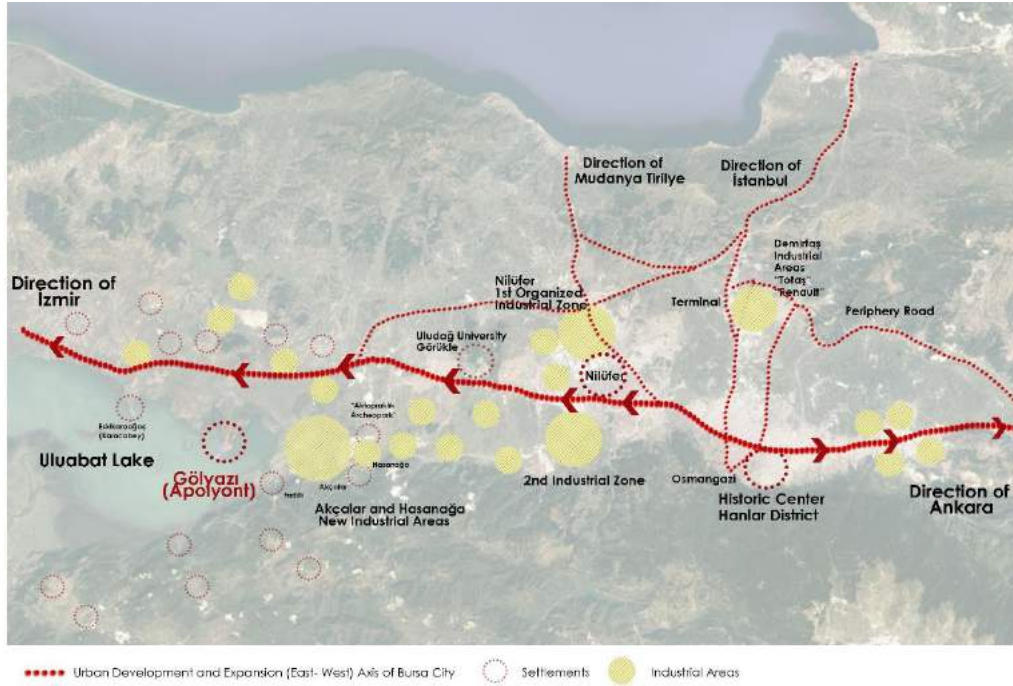 Direction of
Mudanya Tirilye
Direction of
İstanbul
Demirtaş
Industrial
Areas
"Tofaş"
"Renault"
Direction of
İzmir
Nilüfer
1st Organized
Industrial Zone
Terminal
Periphery Road
Uludağ University
Görükle
Nilüfer
"Aktopraklık
Archeopark"
Eskikaraağaç
(Karacabey)
Uluabat Lake
Gölyazı
(Apolyont)
Hasanağa
Akçalar
Akçalar and Hasanağa
New Industrial Areas
2nd Industrial Zone
Osmangazi
Historic Center
Hanlar District
Direction of
Ankara
Urban Development and Expansion (East- West) Axis of Bursa City
Settlements
Industrial Areas